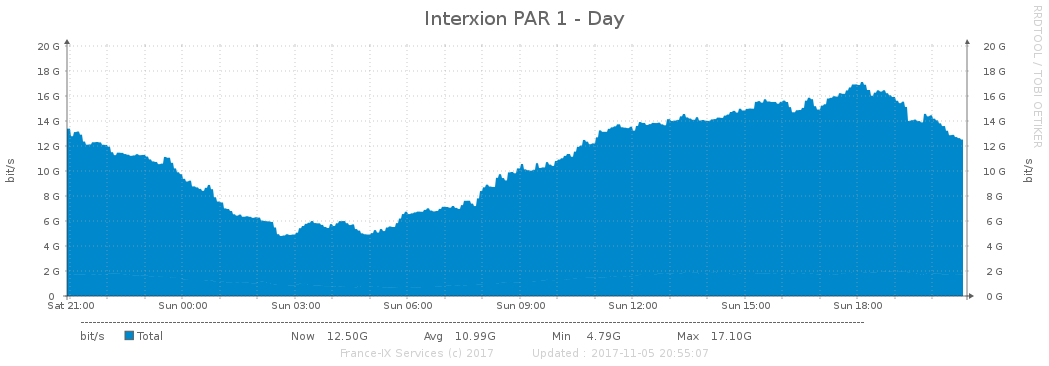 Interxion PAR 1 - Day
RRDTOOL / TOBI OETIKER
20 G 20 G
18 G 18 G
16 G 16 G
14 G 14 G
12 G 12 G
10 G 10 G
8 G 8 G
6 G 6 G
4 G 4 G
2 G 2 G
0 0 G
bit/s
bit/s
Sat 21:00 Sun 00:00 Sun 03:00 Sun 06:00 Sun 09:00 Sun 12:00 Sun 15:00 Sun 18:00
bit/s Total Now 12.50G Avg 10.99G Min 4.79G Max 17.10G
France-IX Services (c) 2017 Updated : 2017-11-05 20:55:07